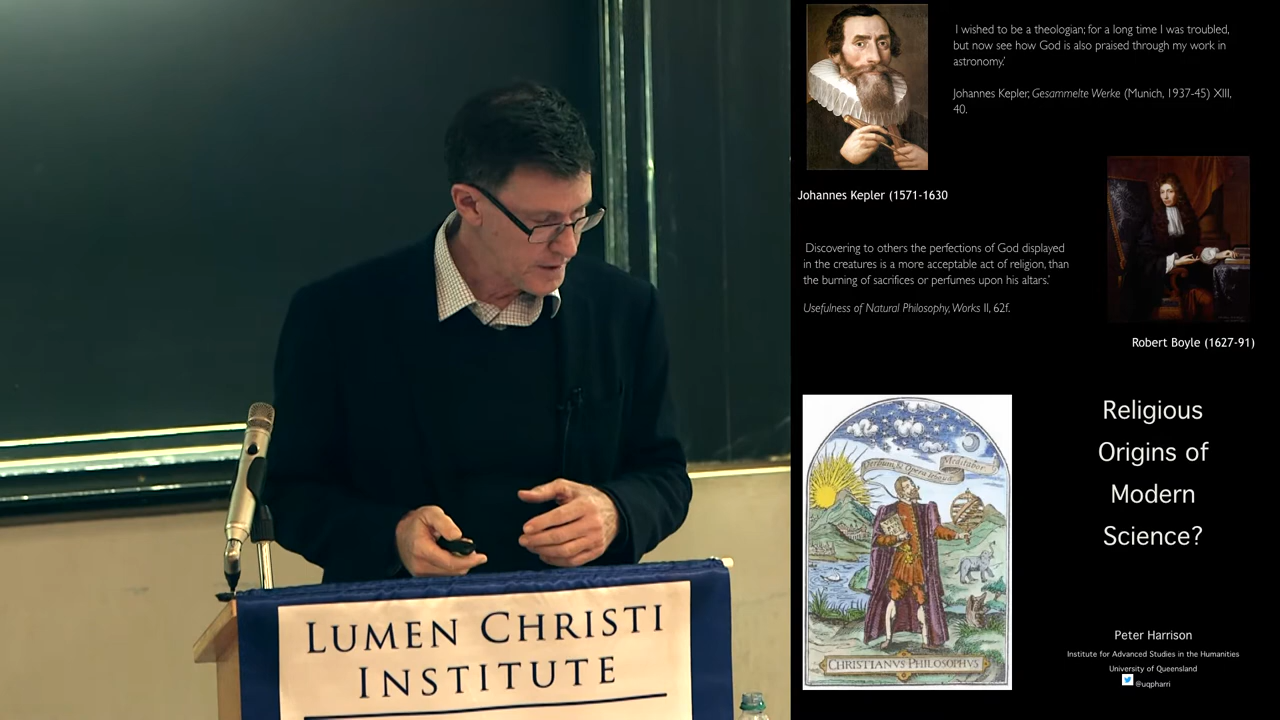 I wished to be a theologian; for a long time I was troubled,
but now see how God is also praised through my work in
astronomy.'
Johannes Kepler, Gesammelte Werke (Munich, 1937-45) XIII,
40.
Johannes Kepler (1571-1630
Discovering to others the perfections of God displayed
in the creatures is a more acceptable act of religion, than
the burning of sacrifices or perfumes upon his altars.'
Usefulness of Natural Philosophy, Works II, 62f.
Robert Boyle (1627-91)
Religious
Origins of
Modern
Science?
Meditabor
CHRISTIANVS PHILOSOPHVS
Peter Harrison
Institute for Advanced Studies in the Humanities
University of Queensland
@uqpharri
LUMEN CHRISTI
INSTITUTE